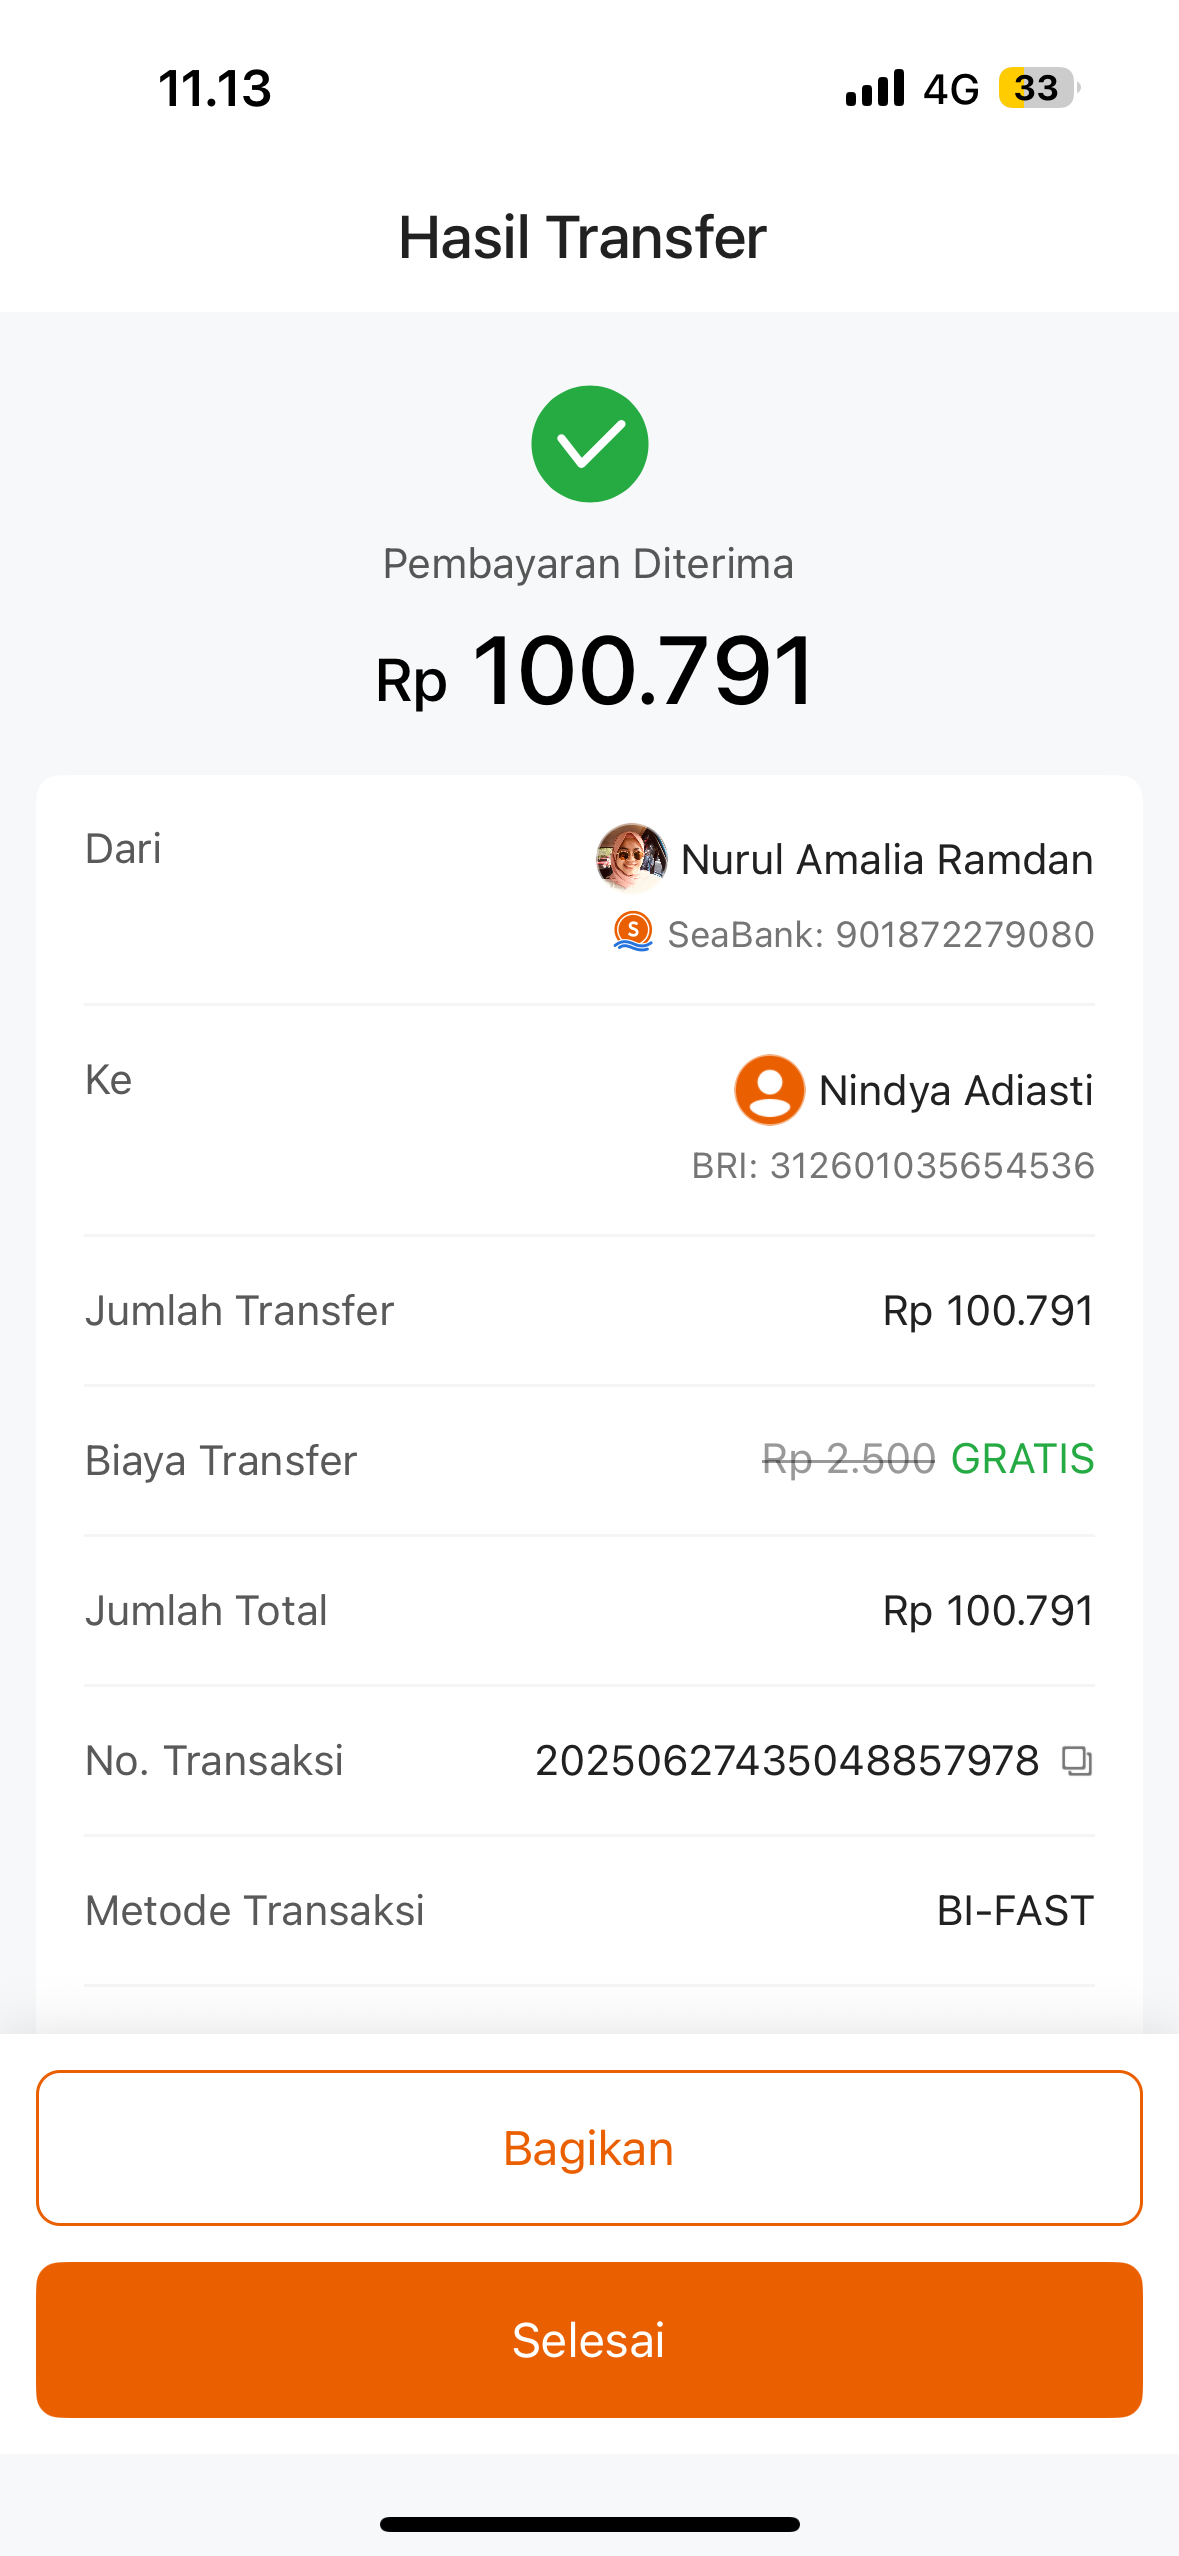 11.13
4G 33
Hasil Transfer
Pembayaran Diterima
Rp 100.791
Dari
Nurul Amalia Ramdan
S SeaBank: 901872279080
Ke
Nindya Adiasti
BRI: 312601035654536
Jumlah Transfer Rp 100.791
Biaya Transfer Rp 2.500 GRATIS
Jumlah Total Rp 100.791
No. Transaksi 20250627435048857978
Metode Transaksi BI-FAST
Bagikan
Selesai